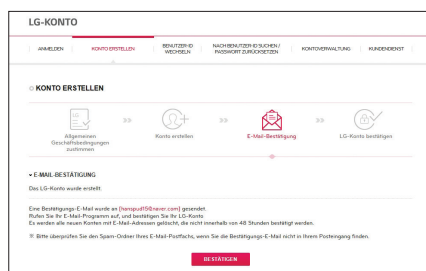 LG-KONTO
ANMELDEN
KONTO ERSTELLEN
BENUTZER-ID
WECHSELN
NACH BENUTZER-ID SUCHEN /
PASSWORT ZURÜCKSETZEN
KONTOVERWALTUNG
KUNDENDIENST
KONTO ERSTELLEN
Allgemeinen
Geschäftsbedingungen
zustimmen
>>
Konto erstellen
>>
E-Mail-Bestätigung
>>
LG-Konto bestätigen
E-MAIL-BESTÄTIGUNG
Das LG-Konto wurde erstellt.
Eine Bestätigungs-E-Mail wurde an [hanspud15@naver.com] gesendet.
Rufen Sie Ihr E-Mail-Programm auf, und bestätigen Sie Ihr LG-Konto
Es werden alle neuen Konten mit E-Mail-Adressen gelöscht, die nicht innerhalb von 48 Stunden bestätigt werden.
※ Bitte überprüfen Sie den Spam-Ordner Ihres E-Mail-Postfachs, wenn Sie die Bestätigungs-E-Mail nicht in Ihrem Posteingang finden.
BESTÄTIGEN